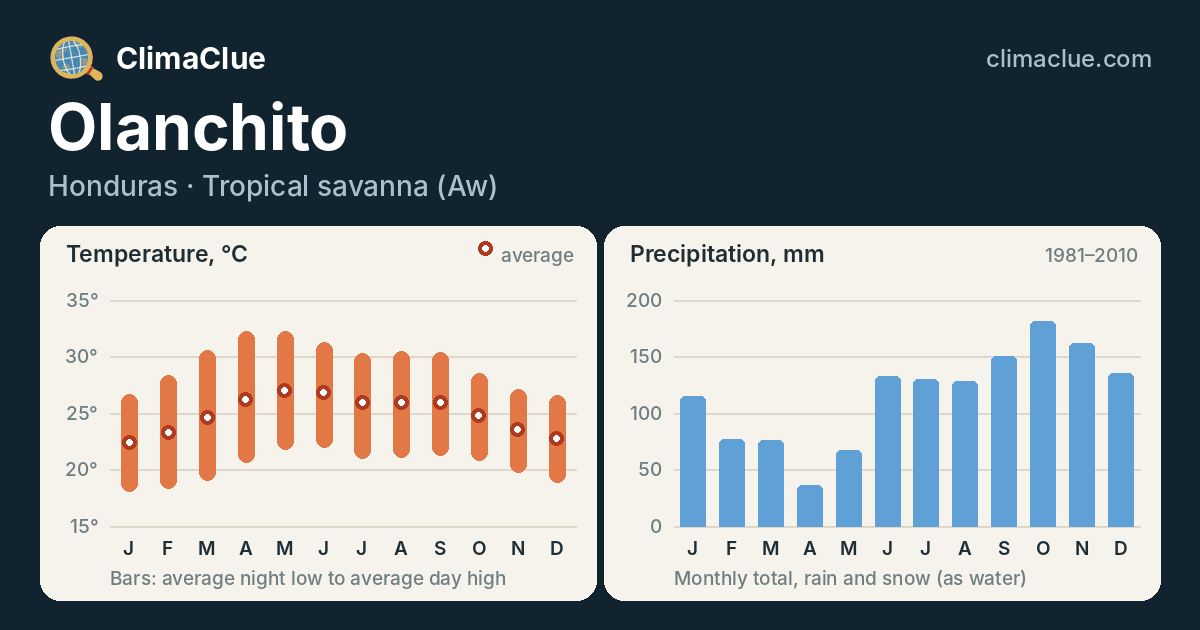 ClimaClue
climaclue.com
Olanchito
Honduras · Tropical savanna (Aw)
Temperature, °C
average
35°
30°
25°
20°
15°
J F M A M J J A S O N D
Bars: average night low to average day high
Precipitation, mm
1981–2010
200
150
100
50
0
J F M A M J J A S O N D
Monthly total, rain and snow (as water)